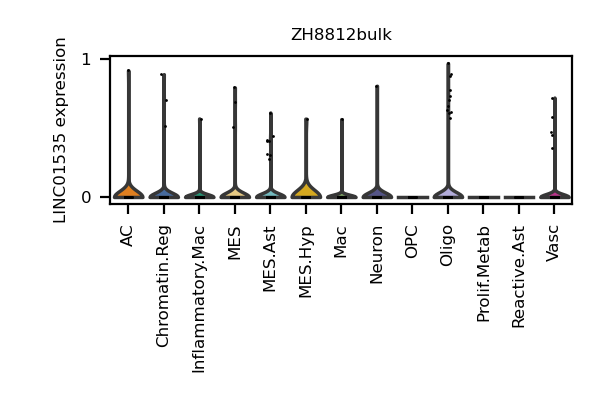 ZH8812bulk
LINC01535 expression
1
0
AC
Chromatin.Reg
Inflammatory.Mac
MES
MES.Ast
MES.Hyp
Mac
Neuron
OPC
Oligo
Prolif.Metab
Reactive.Ast
Vasc